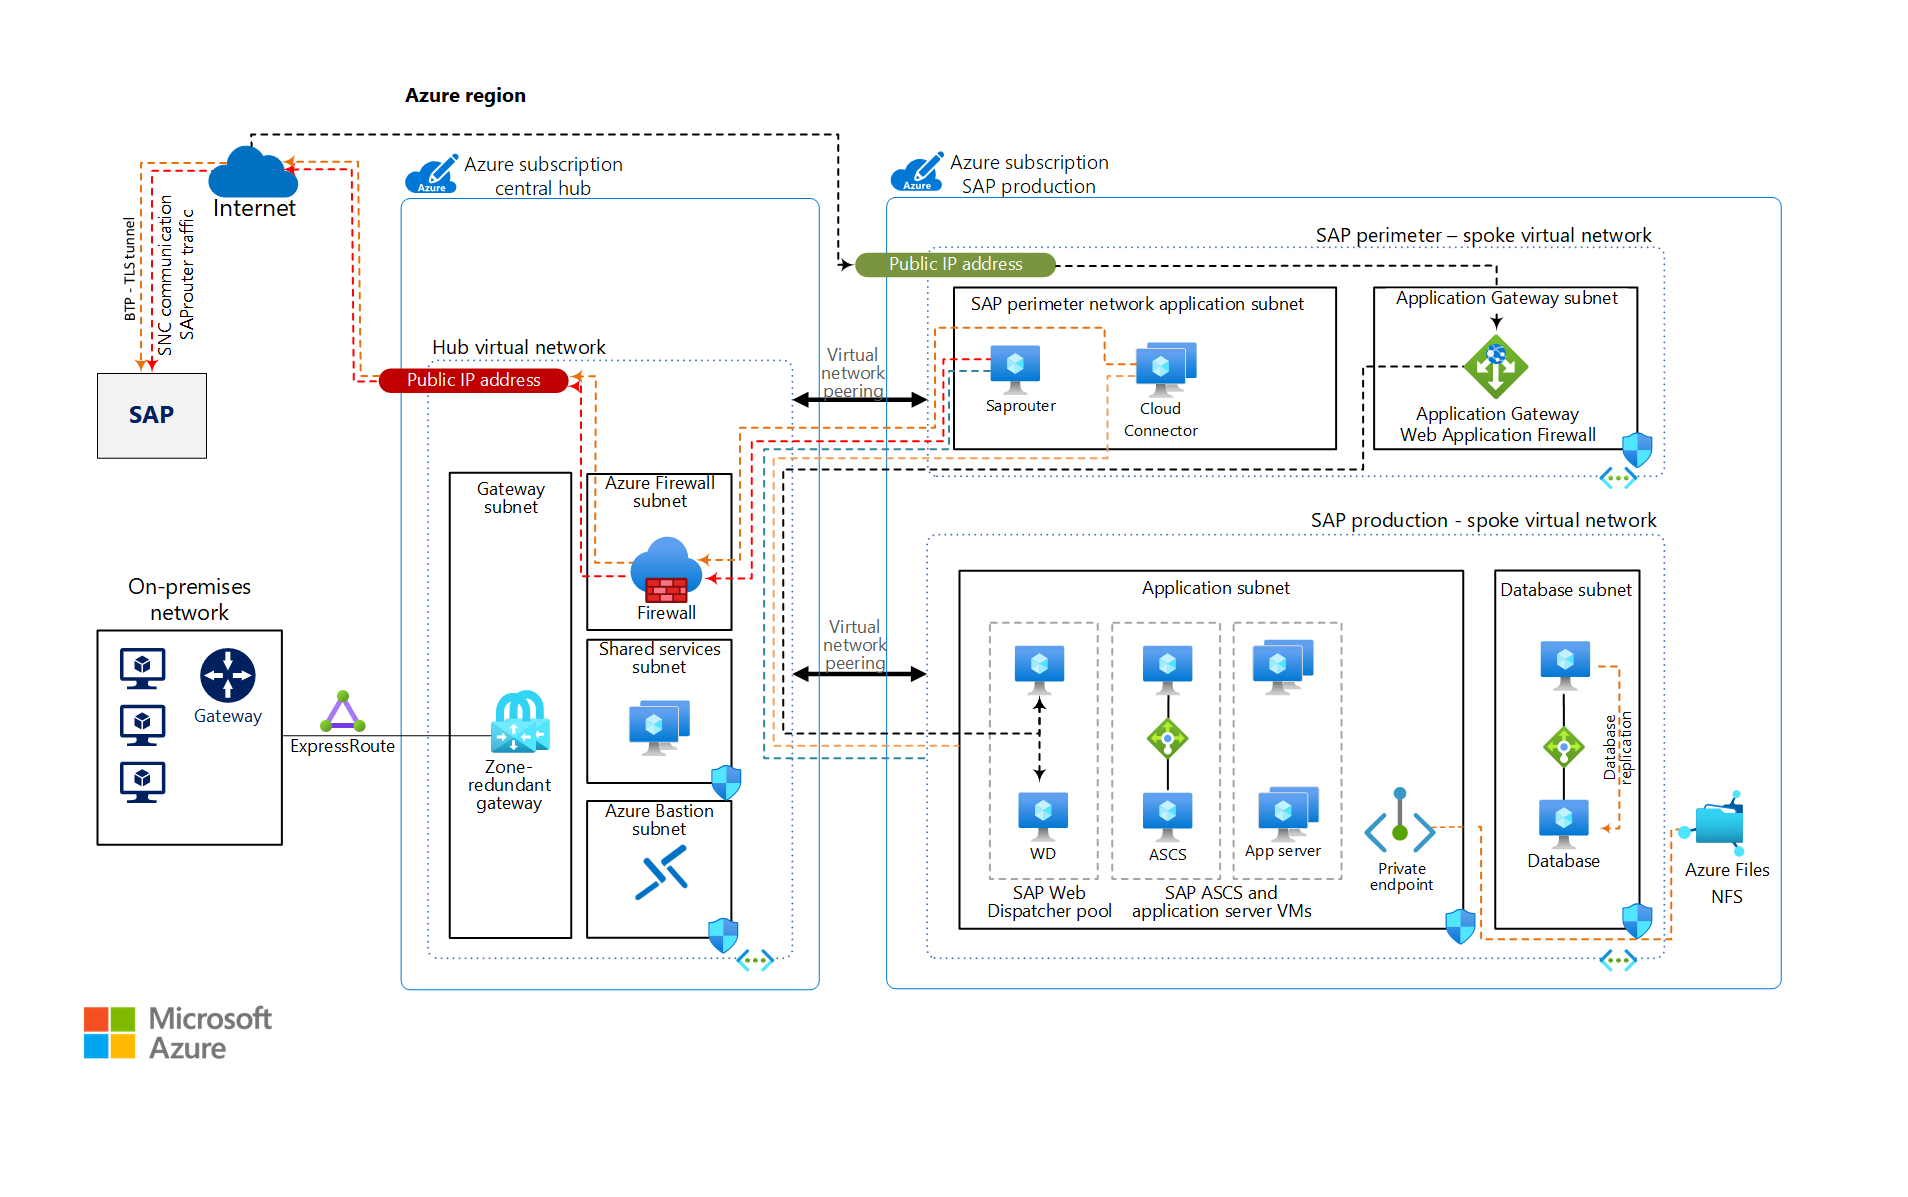 Azure region
Azure
Azure subscription
central hub
Azure
Azure subscription
SAP production
Internet
BTP - TLS tunnel
SNC communication
SAProuter traffic
SAP
Public IP address
Hub virtual network
Virtual
network
peering
Public IP address
SAP perimeter – spoke virtual network
SAP perimeter network application subnet
Saprouter
Cloud
Connector
Application Gateway subnet
Application Gateway
Web Application Firewall
Gateway
subnet
Azure Firewall
subnet
Firewall
Shared services
subnet
Zone-
redundant
gateway
Azure Bastion
subnet
On-premises
network
Gateway
ExpressRoute
Virtual
network
peering
SAP production - spoke virtual network
Application subnet
WD
ASCS
App server
SAP Web
Dispatcher pool
SAP ASCS and
application server VMs
Private
endpoint
Database subnet
Database
replication
Database
Azure Files
NFS
Microsoft
Azure